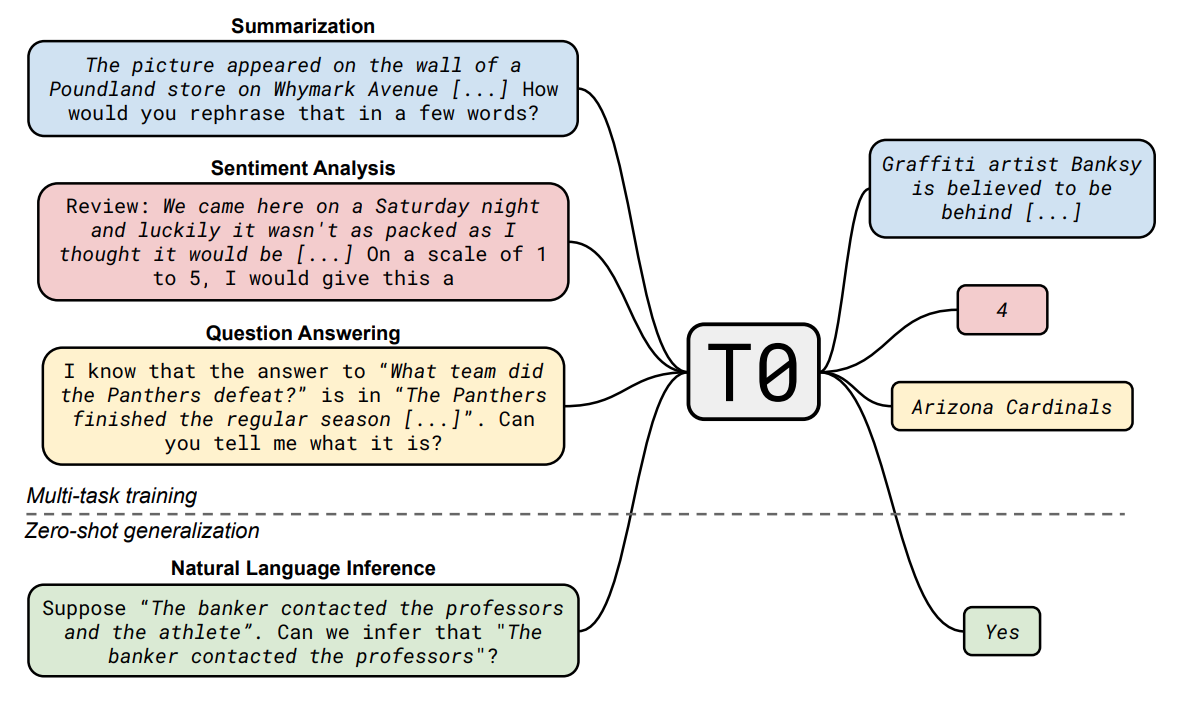 Summarization
The picture appeared on the wall of a
Poundland store on Whymark Avenue [...] How
would you rephrase that in a few words?
Sentiment Analysis
Review: We came here on a Saturday night
and luckily it wasn't as packed as I
thought it would be [...] On a scale of 1
to 5, I would give this a
Question Answering
I know that the answer to “What team did
the Panthers defeat?” is in “The Panthers
finished the regular season [...]”. Can
you tell me what it is?
Multi-task training
Zero-shot generalization
Natural Language Inference
Suppose “The banker contacted the professors
and the athlete”. Can we infer that "The
banker contacted the professors"?
T0
Graffiti artist Banksy
is believed to be
behind [...]
4
Arizona Cardinals
Yes